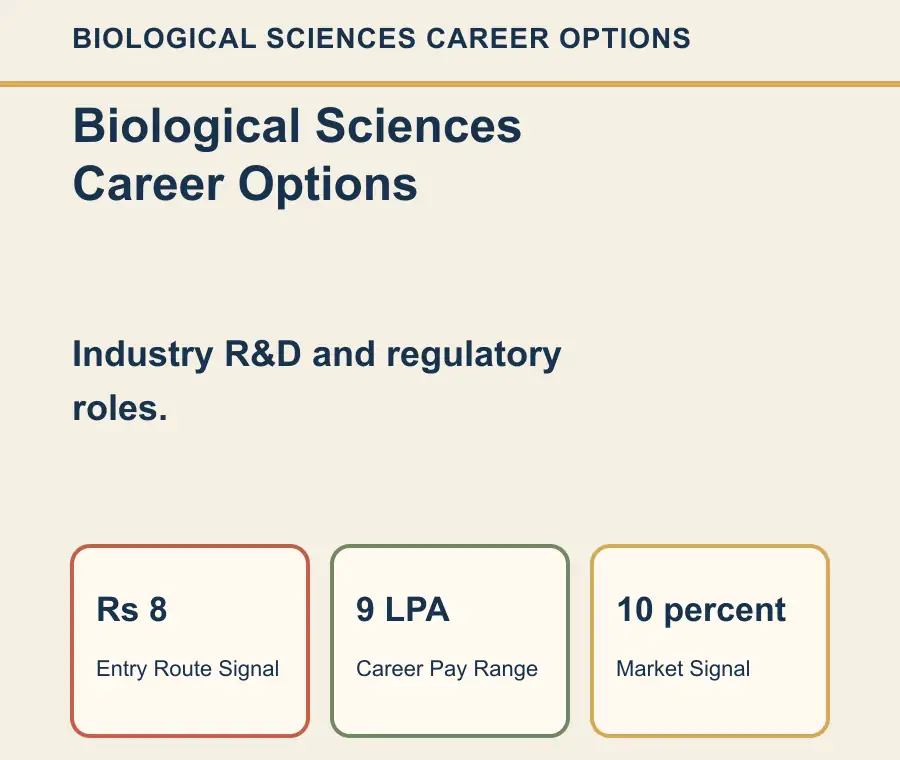 BIOLOGICAL SCIENCES CAREER OPTIONS
Biological Sciences
Career Options
Industry R&D and regulatory
roles.
Rs 8
Entry Route Signal
9 LPA
Career Pay Range
10 percent
Market Signal